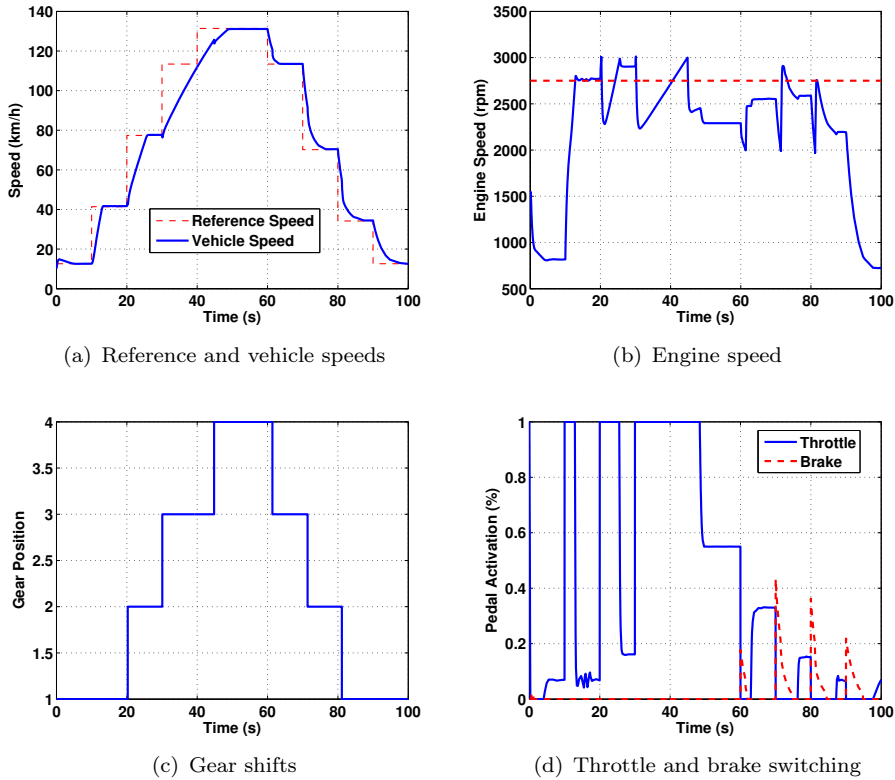 140
120
100
80
60
40
20
0
Speed (km/h)
Reference Speed
Vehicle Speed
0 20 40 60 80 100
Time (s)
(a) Reference and vehicle speeds
3500
3000
2500
2000
1500
1000
500
Engine Speed (rpm)
0 20 40 60 80 100
Time (s)
(b) Engine speed
4
3.5
3
2.5
2
1.5
1
Gear Position
0 20 40 60 80 100
Time (s)
(c) Gear shifts
1
0.8
0.6
0.4
0.2
0
Pedal Activation (%)
Throttle
Brake
0 20 40 60 80 100
Time (s)
(d) Throttle and brake switching